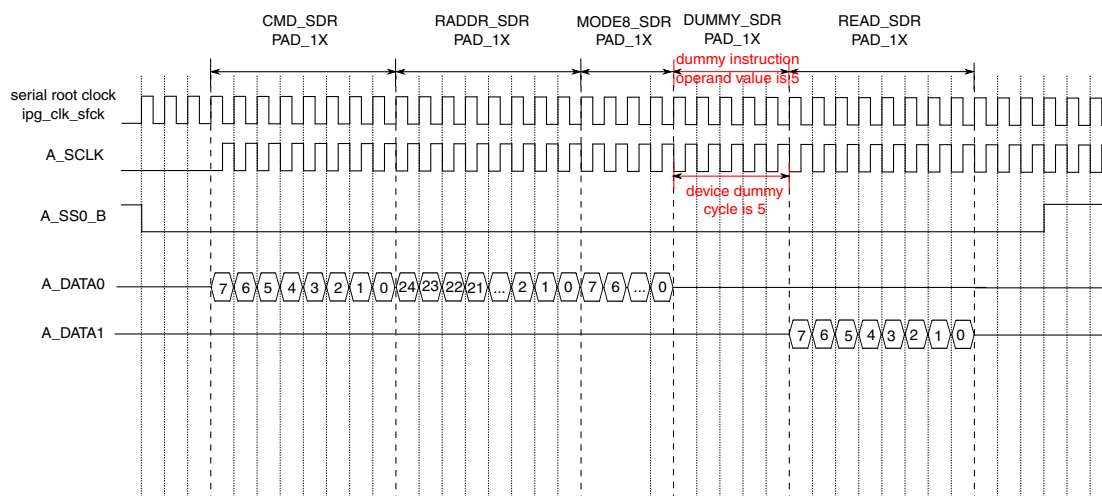 CMD_SDR
PAD_1X
RADDR_SDR
PAD_1X
MODE8_SDR
PAD_1X
DUMMY_SDR
PAD_1X
READ_SDR
PAD_1X
dummy instruction
operand value is 5
serial root clock
ipg_clk_sfck
A_SCLK
device dummy
cycle is 5
A_SS0_B
A_DATA0 7 6 5 4 3 2 1 0 24 23 22 21 ... 2 1 0 7 6 ... 0
A_DATA1 7 6 5 4 3 2 1 0